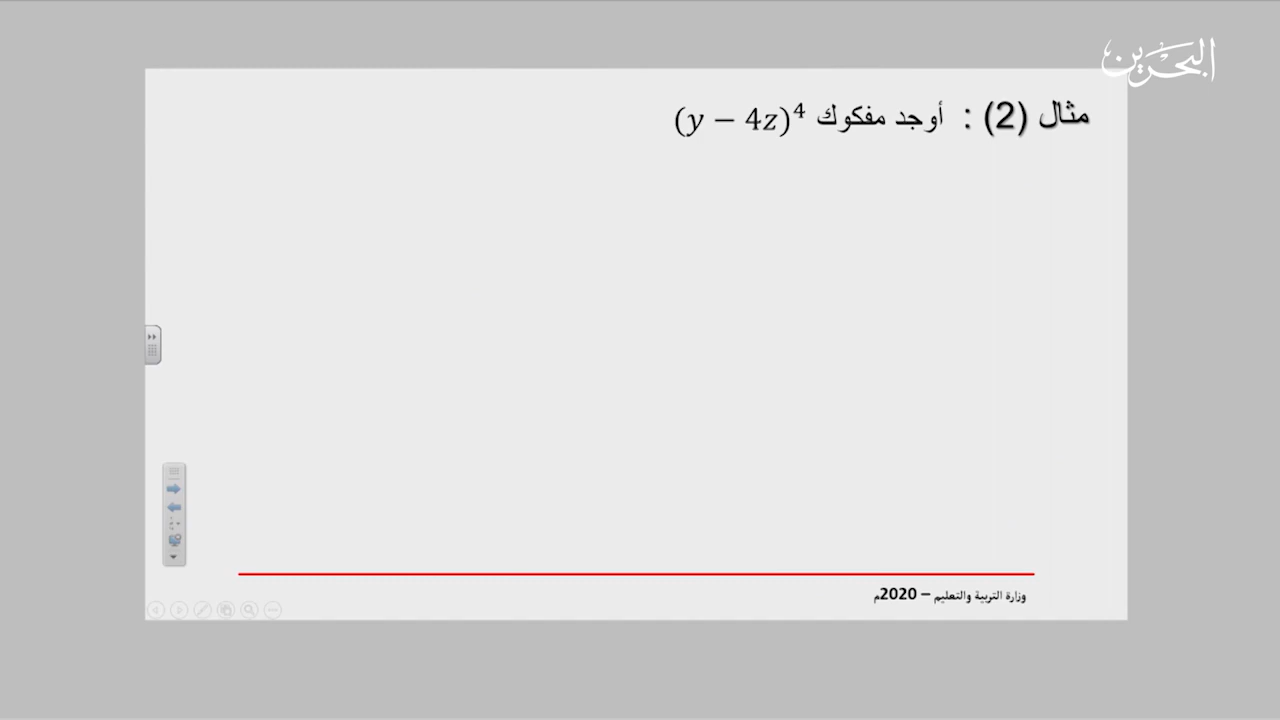 البحرين
مثال (2) : أوجد مفكوك (y − 4z)⁴
وزارة التربية والتعليم – 2020م